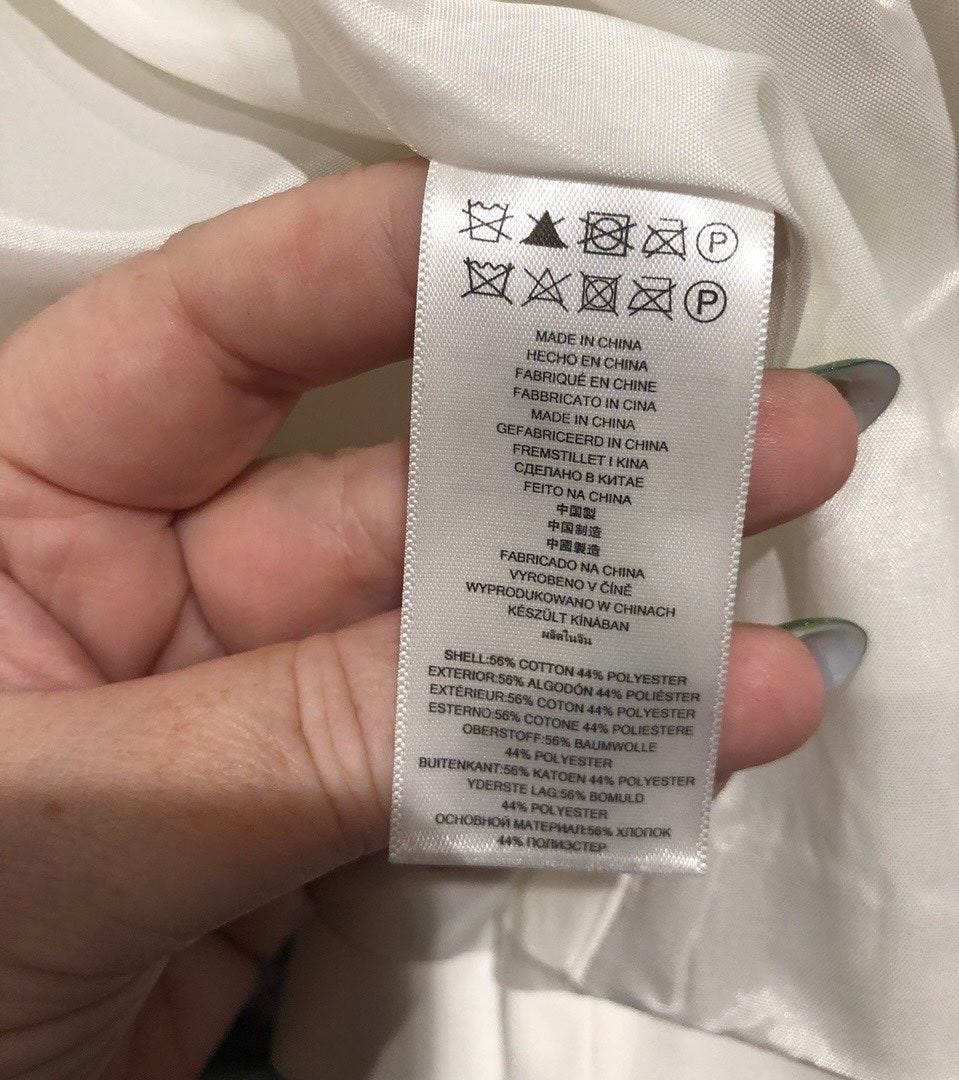 P
P
MADE IN CHINA
HECHO EN CHINA
FABRIQUÉ EN CHINE
FABBRICATO IN CINA
MADE IN CHINA
GEFABRICEERD IN CHINA
FREMSTILLET I KINA
СДЕЛАНО В КИТАЕ
FEITO NA CHINA
中国製
中国制造
中國製造
FABRICADO NA CHINA
VYROBENO V ČÍNĚ
WYPRODUKOWANO W CHINACH
KÉSZÜLT KÍNÁBAN
ผลิตในจีน
SHELL:56% COTTON 44% POLYESTER
EXTERIOR:56% ALGODÓN 44% POLIÉSTER
EXTÉRIEUR:56% COTON 44% POLYESTER
ESTERNO:56% COTONE 44% POLIESTERE
OBERSTOFF:56% BAUMWOLLE
44% POLYESTER
BUITENKANT:56% KATOEN 44% POLYESTER
YDERSTE LAG:56% BOMULD
44% POLYESTER
ОСНОВНОЙ МАТЕРИАЛ:56% ХЛОПОК
44% ПОЛИЭСТЕР